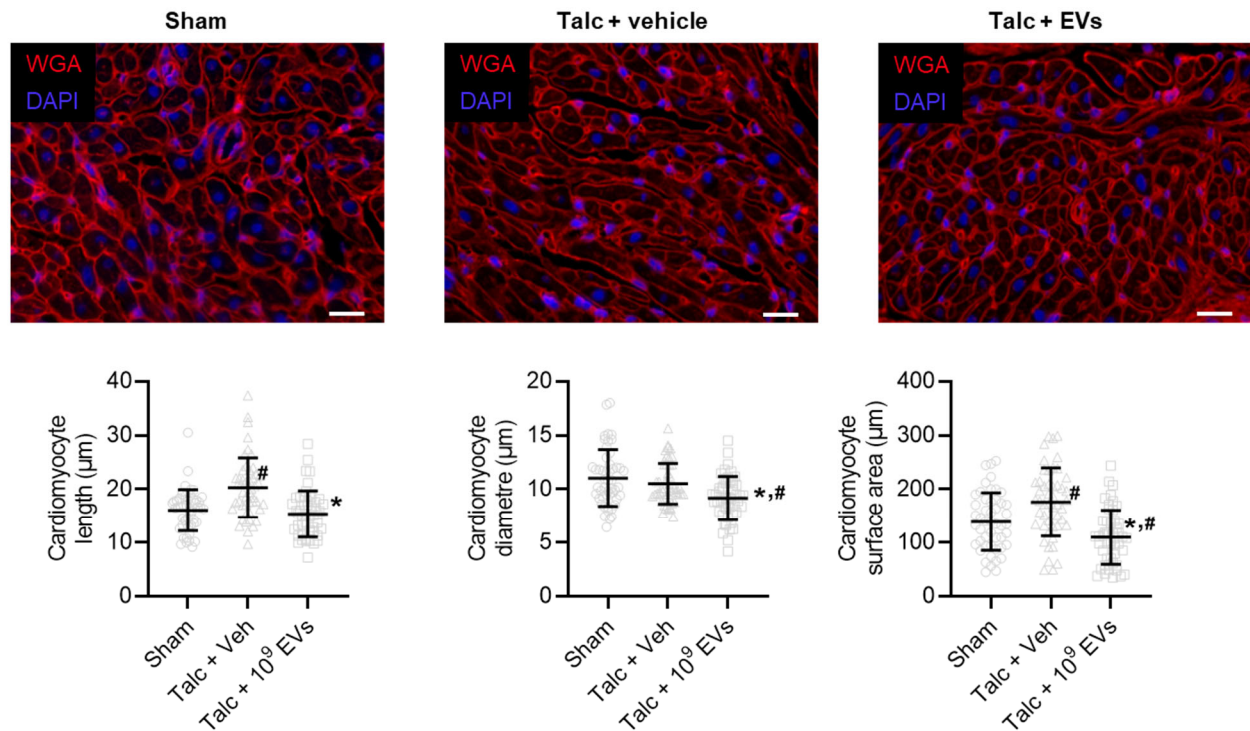 Sham
Talc + vehicle
Talc + EVs
WGA
DAPI
WGA
DAPI
WGA
DAPI
Cardiomyocyte
length (µm)
40
30
20
10
0
#
*
Sham
Talc + Veh
Talc + 10⁹ EVs
Cardiomyocyte
diametre (µm)
20
15
10
5
0
*,#
Sham
Talc + Veh
Talc + 10⁹ EVs
Cardiomyocyte
surface area (µm)
400
300
200
100
0
#
*,#
Sham
Talc + Veh
Talc + 10⁹ EVs